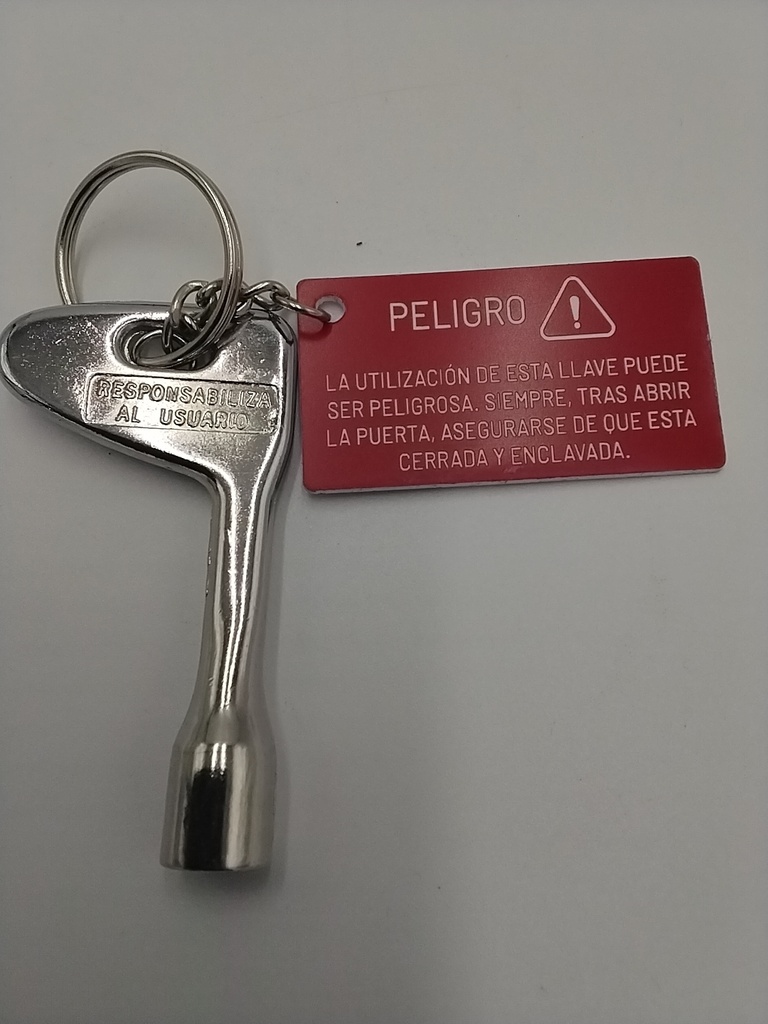 RESPONSABILIZA
AL USUARIO
PELIGRO
LA UTILIZACIÓN DE ESTA LLAVE PUEDE
SER PELIGROSA. SIEMPRE, TRAS ABRIR
LA PUERTA, ASEGURARSE DE QUE ESTA
CERRADA Y ENCLAVADA.